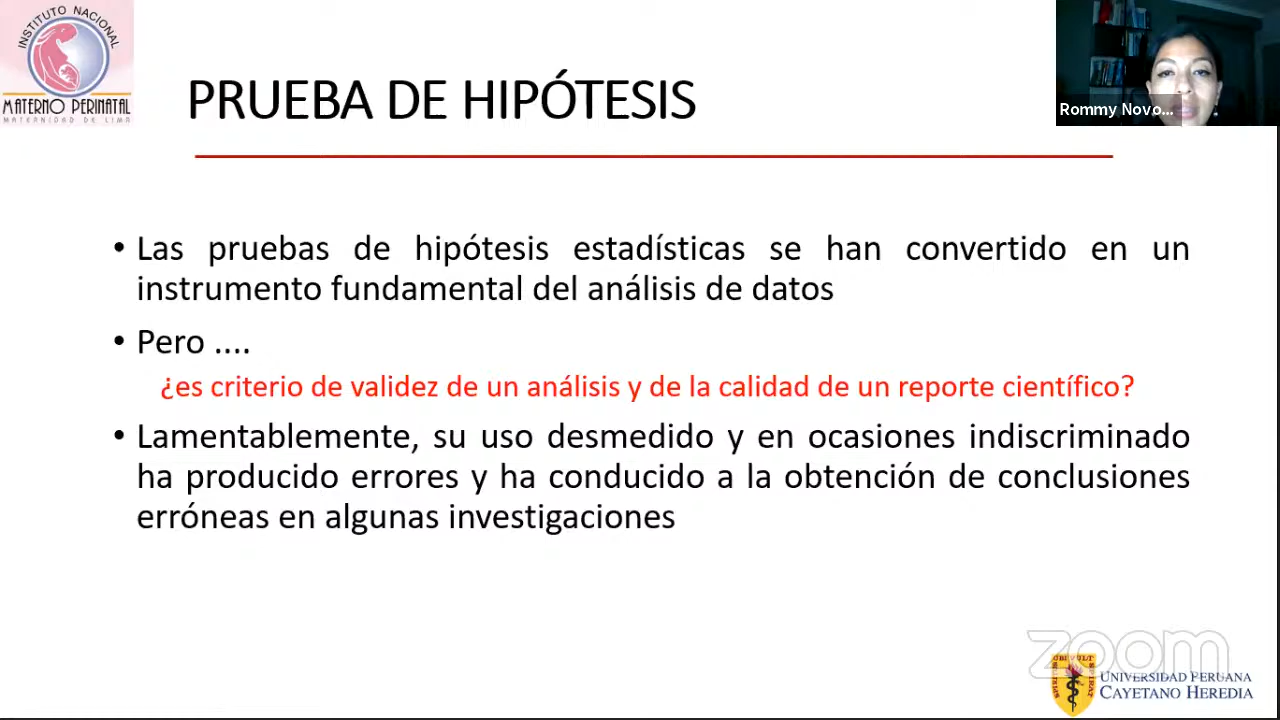 INSTITUTO NACIONAL
MATERNO PERINATAL
MATERNIDAD DE LIMA
PRUEBA DE HIPÓTESIS
Rommy Novo...
• Las pruebas de hipótesis estadísticas se han convertido en un
instrumento fundamental del análisis de datos
• Pero ....
¿es criterio de validez de un análisis y de la calidad de un reporte científico?
• Lamentablemente, su uso desmedido y en ocasiones indiscriminado
ha producido errores y ha conducido a la obtención de conclusiones
erróneas en algunas investigaciones
zoom
UNIVERSIDAD PERUANA
CAYETANO HEREDIA